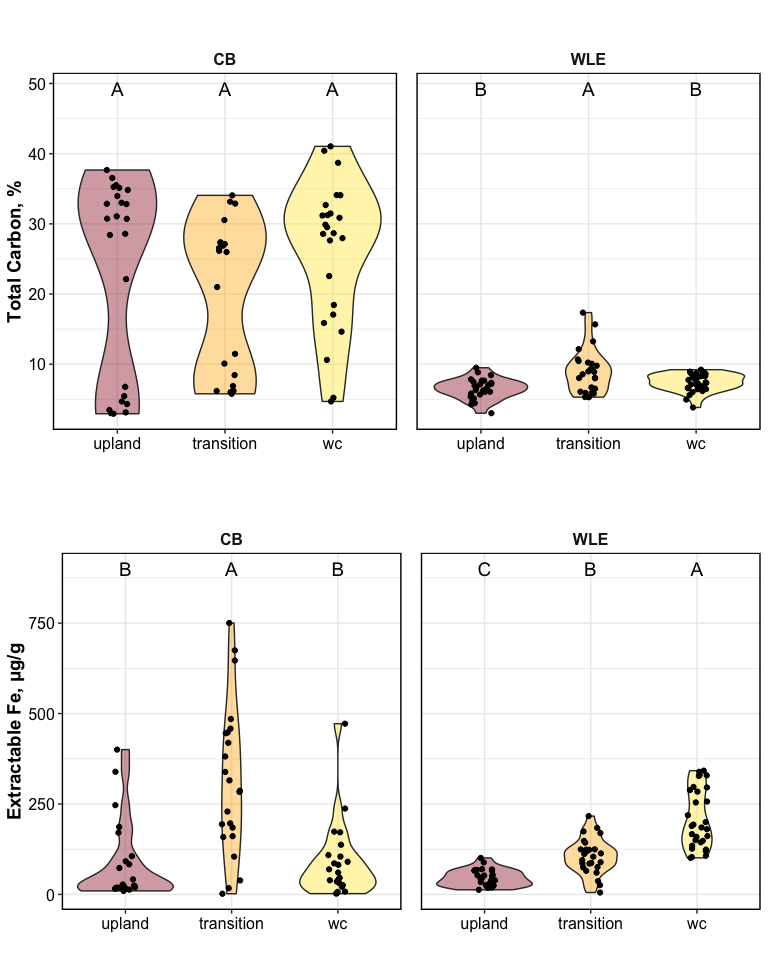 CB WLE
50 A A A B A B
40
30
20
10
Total Carbon, %
upland transition wc upland transition wc
CB WLE
B A B C B A
750
500
250
0
Extractable Fe, µg/g
upland transition wc upland transition wc